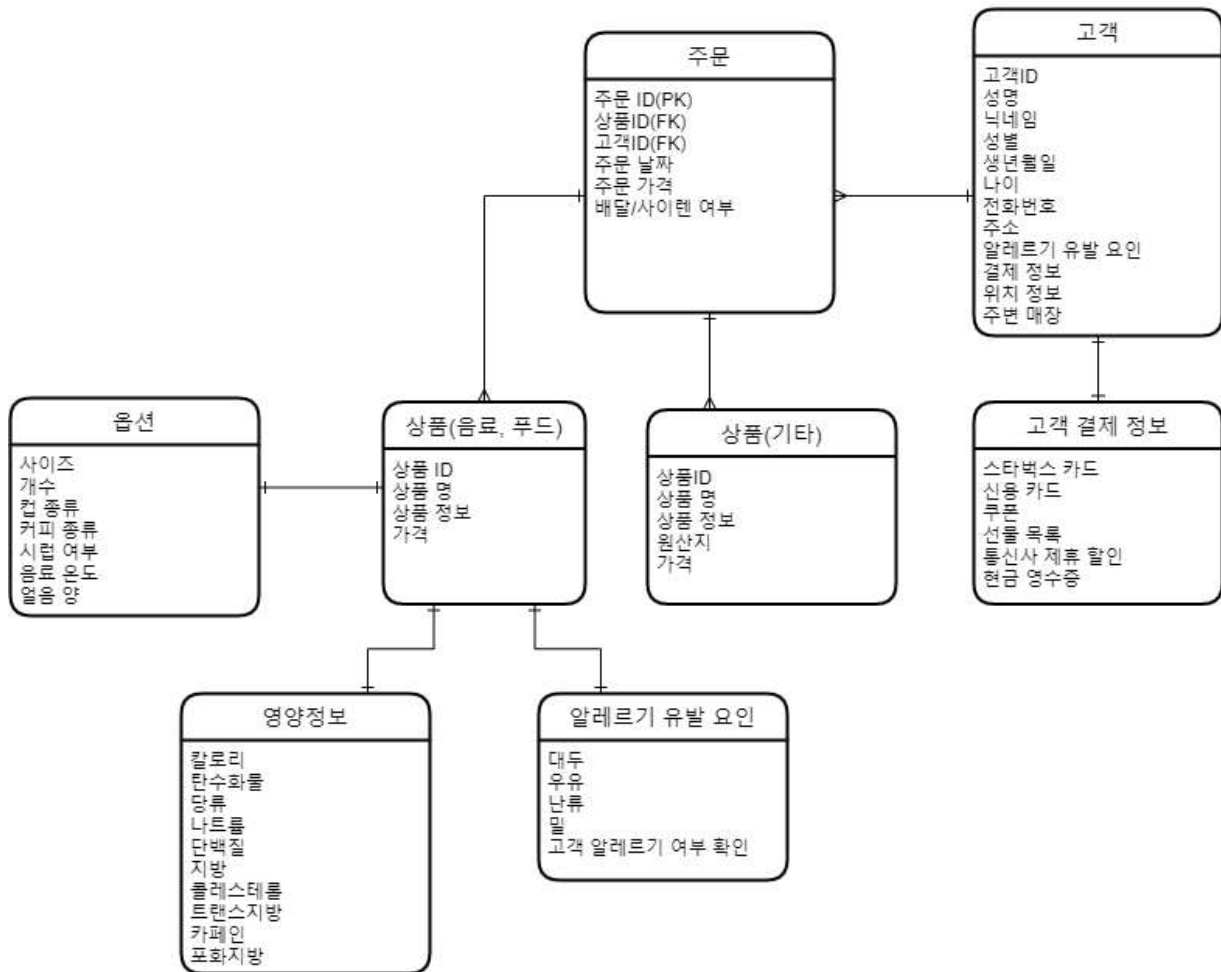 주문
주문 ID(PK)
상품ID(FK)
고객ID(FK)
주문 날짜
주문 가격
배달/사이렌 여부
고객
고객ID
성명
닉네임
성별
생년월일
나이
전화번호
주소
알레르기 유발 요인
결제 정보
위치 정보
주변 매장
옵션
사이즈
개수
컵 종류
커피 종류
시럽 여부
음료 온도
얼음 양
상품(음료, 푸드)
상품 ID
상품 명
상품 정보
가격
상품(기타)
상품ID
상품 명
상품 정보
원산지
가격
고객 결제 정보
스타벅스 카드
신용 카드
쿠폰
선물 목록
통신사 제휴 할인
현금 영수증
영양정보
칼로리
탄수화물
당류
나트륨
단백질
지방
콜레스테롤
트랜스지방
카페인
포화지방
알레르기 유발 요인
대두
우유
난류
밀
고객 알레르기 여부 확인